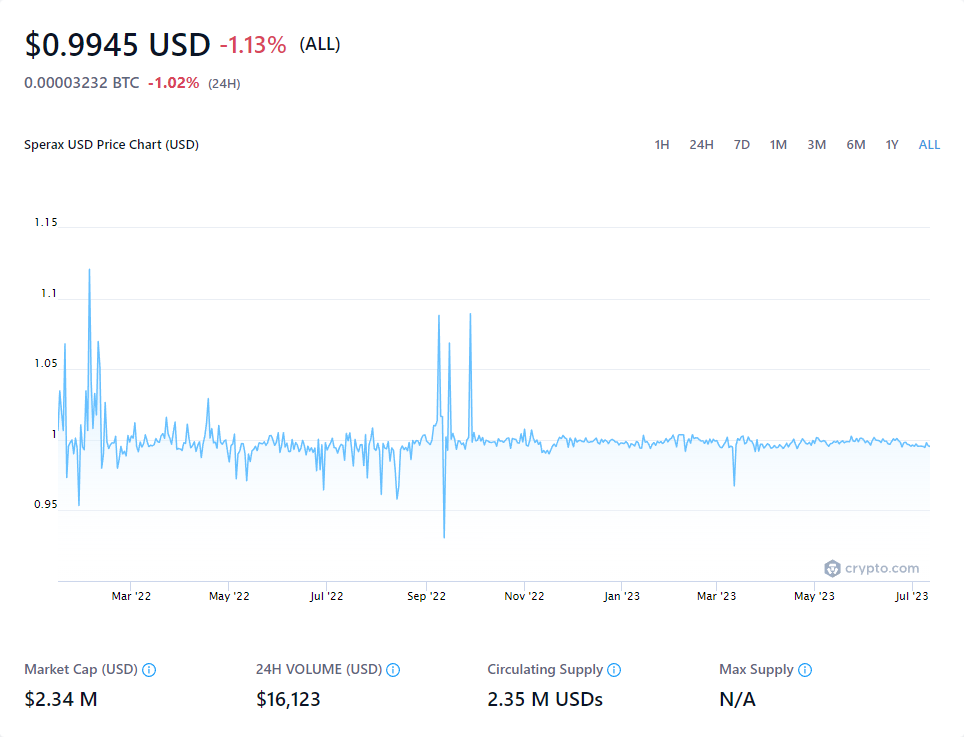 $0.9945 USD -1.13% (ALL)
0.00003232 BTC -1.02% (24H)
Sperax USD Price Chart (USD) 1H 24H 7D 1M 3M 6M 1Y ALL
1.15
1.1
1.05
1
0.95
crypto.com
Mar '22 May '22 Jul '22 Sep '22 Nov '22 Jan '23 Mar '23 May '23 Jul '23
Market Cap (USD) 24H VOLUME (USD) Circulating Supply Max Supply
$2.34 M $16,123 2.35 M USDs N/A